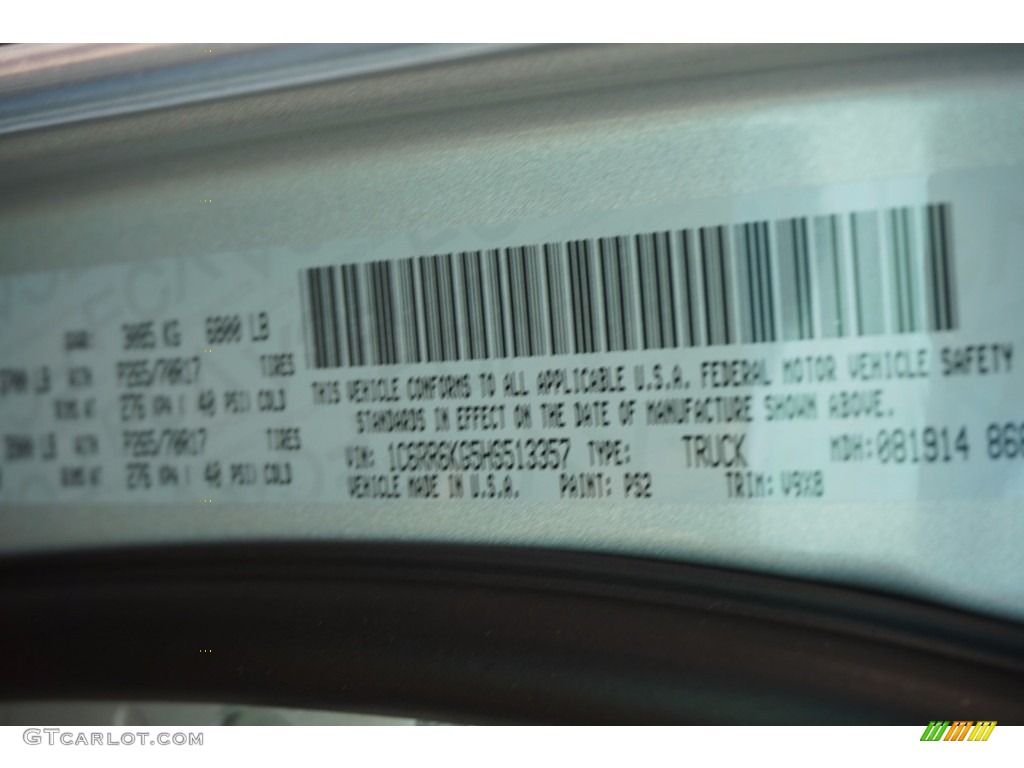 3085 KG 6800 LB
LB P265/70R17 TIRES
276 KPA ( 40 PSI) COLD
LB P265/70R17 TIRES
276 KPA ( 40 PSI) COLD
THIS VEHICLE CONFORMS TO ALL APPLICABLE U.S.A. FEDERAL MOTOR VEHICLE SAFETY
STANDARDS IN EFFECT ON THE DATE OF MANUFACTURE SHOWN ABOVE.
VIN: 1C6RR6KG5HS513357 TYPE: TRUCK MDH: 081914
VEHICLE MADE IN U.S.A. PAINT: PS2 TRIM: V9X8
GTCarLot.com